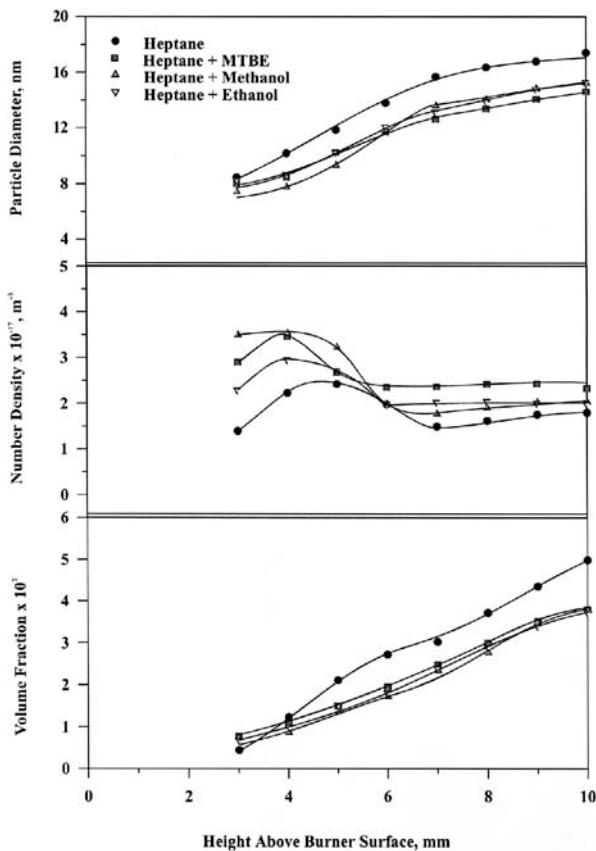 20
16
12
8
4
Particle Diameter, nm
Heptane
Heptane + MTBE
Heptane + Methanol
Heptane + Ethanol
5
4
3
2
1
0
Number Density x 10⁻¹⁷, m⁻³
6
5
4
3
2
1
0
Volume Fraction x 10⁷
0 2 4 6 8 10
Height Above Burner Surface, mm